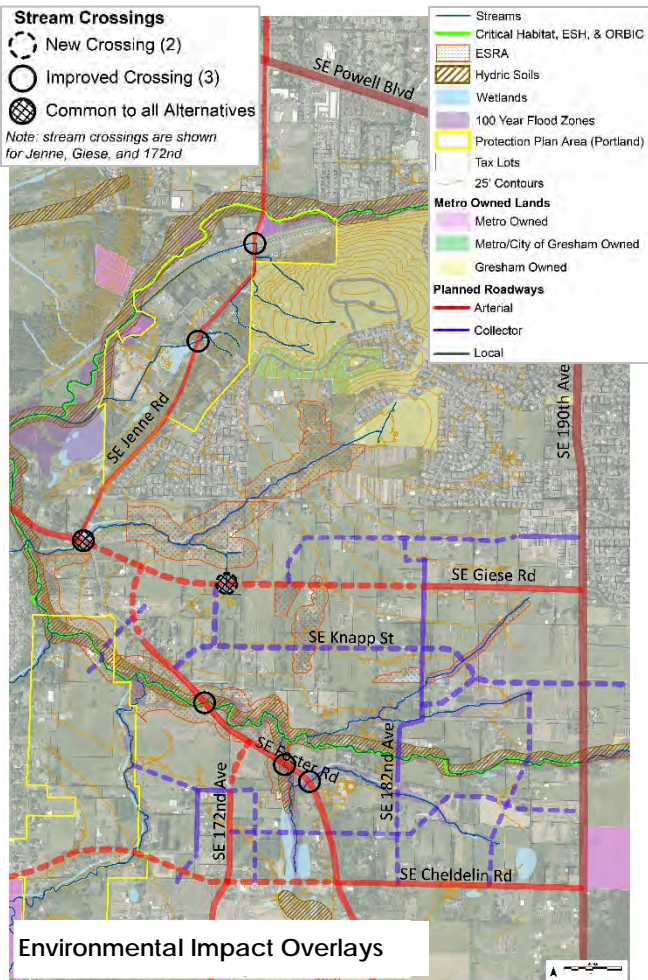 Stream Crossings
New Crossing (2)
Improved Crossing (3)
Common to all Alternatives
Note: stream crossings are shown
for Jenne, Giese, and 172nd
Streams
Critical Habitat, ESH, & ORBIC
ESRA
Hydric Soils
Wetlands
100 Year Flood Zones
Protection Plan Area (Portland)
Tax Lots
25' Contours
Metro Owned Lands
Metro Owned
Metro/City of Gresham Owned
Gresham Owned
Planned Roadways
Arterial
Collector
Local
SE Powell Blvd
SE 190th Ave
SE Jenne Rd
SE Giese Rd
SE Knapp St
SE Foster Rd
SE 172nd Ave
SE 182nd Ave
SE Cheldelin Rd
Environmental Impact Overlays